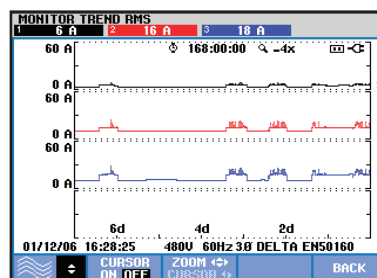 MONITOR TREND RMS
1 6 A 2 16 A 3 18 A
60 A 168:00:00 -4x
0 A
60 A
0 A
60 A
0 A
6d 4d 2d
01/12/06 16:28:25 480V 60Hz 3Ø DELTA EN50160
CURSOR ON OFF ZOOM CURSOR BACK